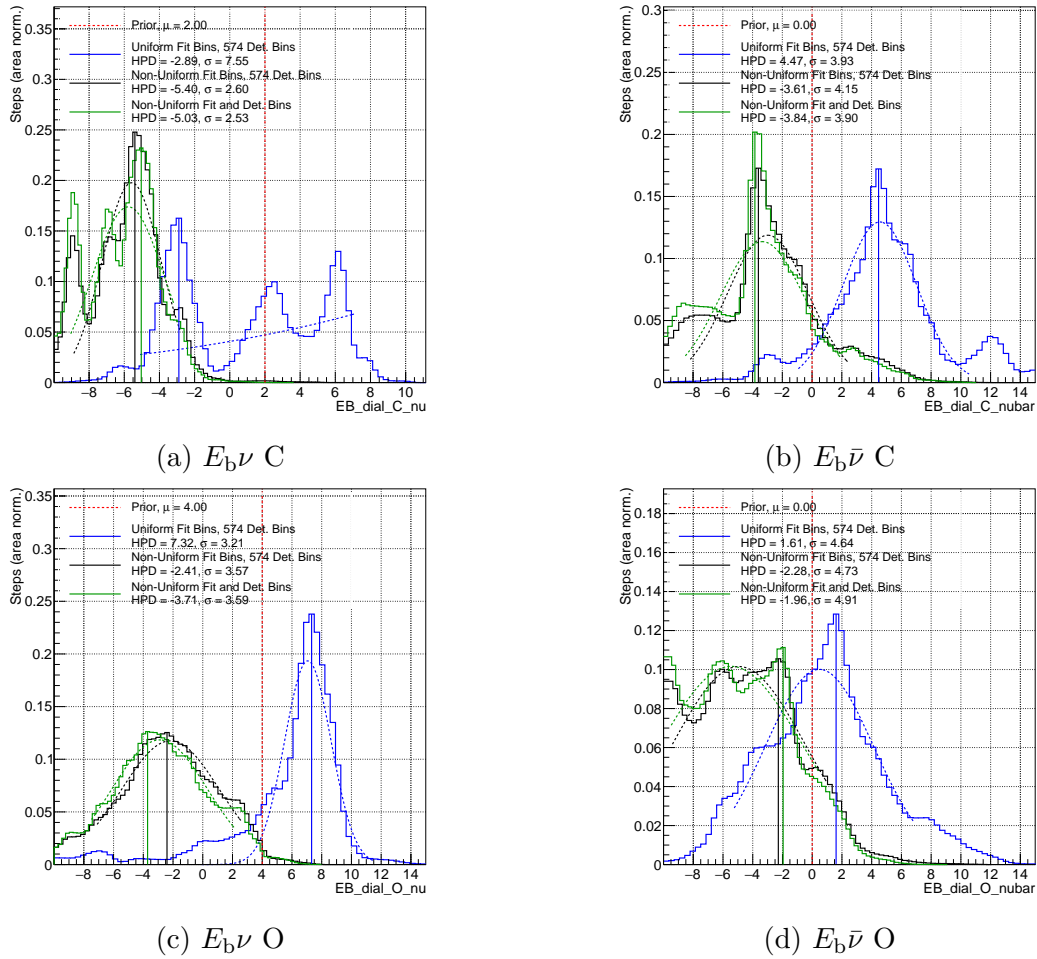 Steps (area norm.)
0.35
0.3
0.25
0.2
0.15
0.1
0.05
0
Prior, μ = 2.00
Uniform Fit Bins, 574 Det. Bins
HPD = -2.89, σ = 7.55
Non-Uniform Fit Bins, 574 Det. Bins
HPD = -5.40, σ = 2.60
Non-Uniform Fit and Det. Bins
HPD = -5.03, σ = 2.53
−8 −6 −4 −2 0 2 4 6 8 10
EB_dial_C_nu
(a) E_b ν C
Steps (area norm.)
0.3
0.25
0.2
0.15
0.1
0.05
0
Prior, μ = 0.00
Uniform Fit Bins, 574 Det. Bins
HPD = 4.47, σ = 3.93
Non-Uniform Fit Bins, 574 Det. Bins
HPD = -3.61, σ = 4.15
Non-Uniform Fit and Det. Bins
HPD = -3.84, σ = 3.90
−8 −6 −4 −2 0 2 4 6 8 10 12 14
EB_dial_C_nubar
(b) E_b ν̄ C
Steps (area norm.)
0.35
0.3
0.25
0.2
0.15
0.1
0.05
0
Prior, μ = 4.00
Uniform Fit Bins, 574 Det. Bins
HPD = 7.32, σ = 3.21
Non-Uniform Fit Bins, 574 Det. Bins
HPD = -2.41, σ = 3.57
Non-Uniform Fit and Det. Bins
HPD = -3.71, σ = 3.59
−8 −6 −4 −2 0 2 4 6 8 10 12 14
EB_dial_O_nu
(c) E_b ν O
Steps (area norm.)
0.18
0.16
0.14
0.12
0.1
0.08
0.06
0.04
0.02
0
Prior, μ = 0.00
Uniform Fit Bins, 574 Det. Bins
HPD = 1.61, σ = 4.64
Non-Uniform Fit Bins, 574 Det. Bins
HPD = -2.28, σ = 4.73
Non-Uniform Fit and Det. Bins
HPD = -1.96, σ = 4.91
−8 −6 −4 −2 0 2 4 6 8 10 12 14
EB_dial_O_nubar
(d) E_b ν̄ O